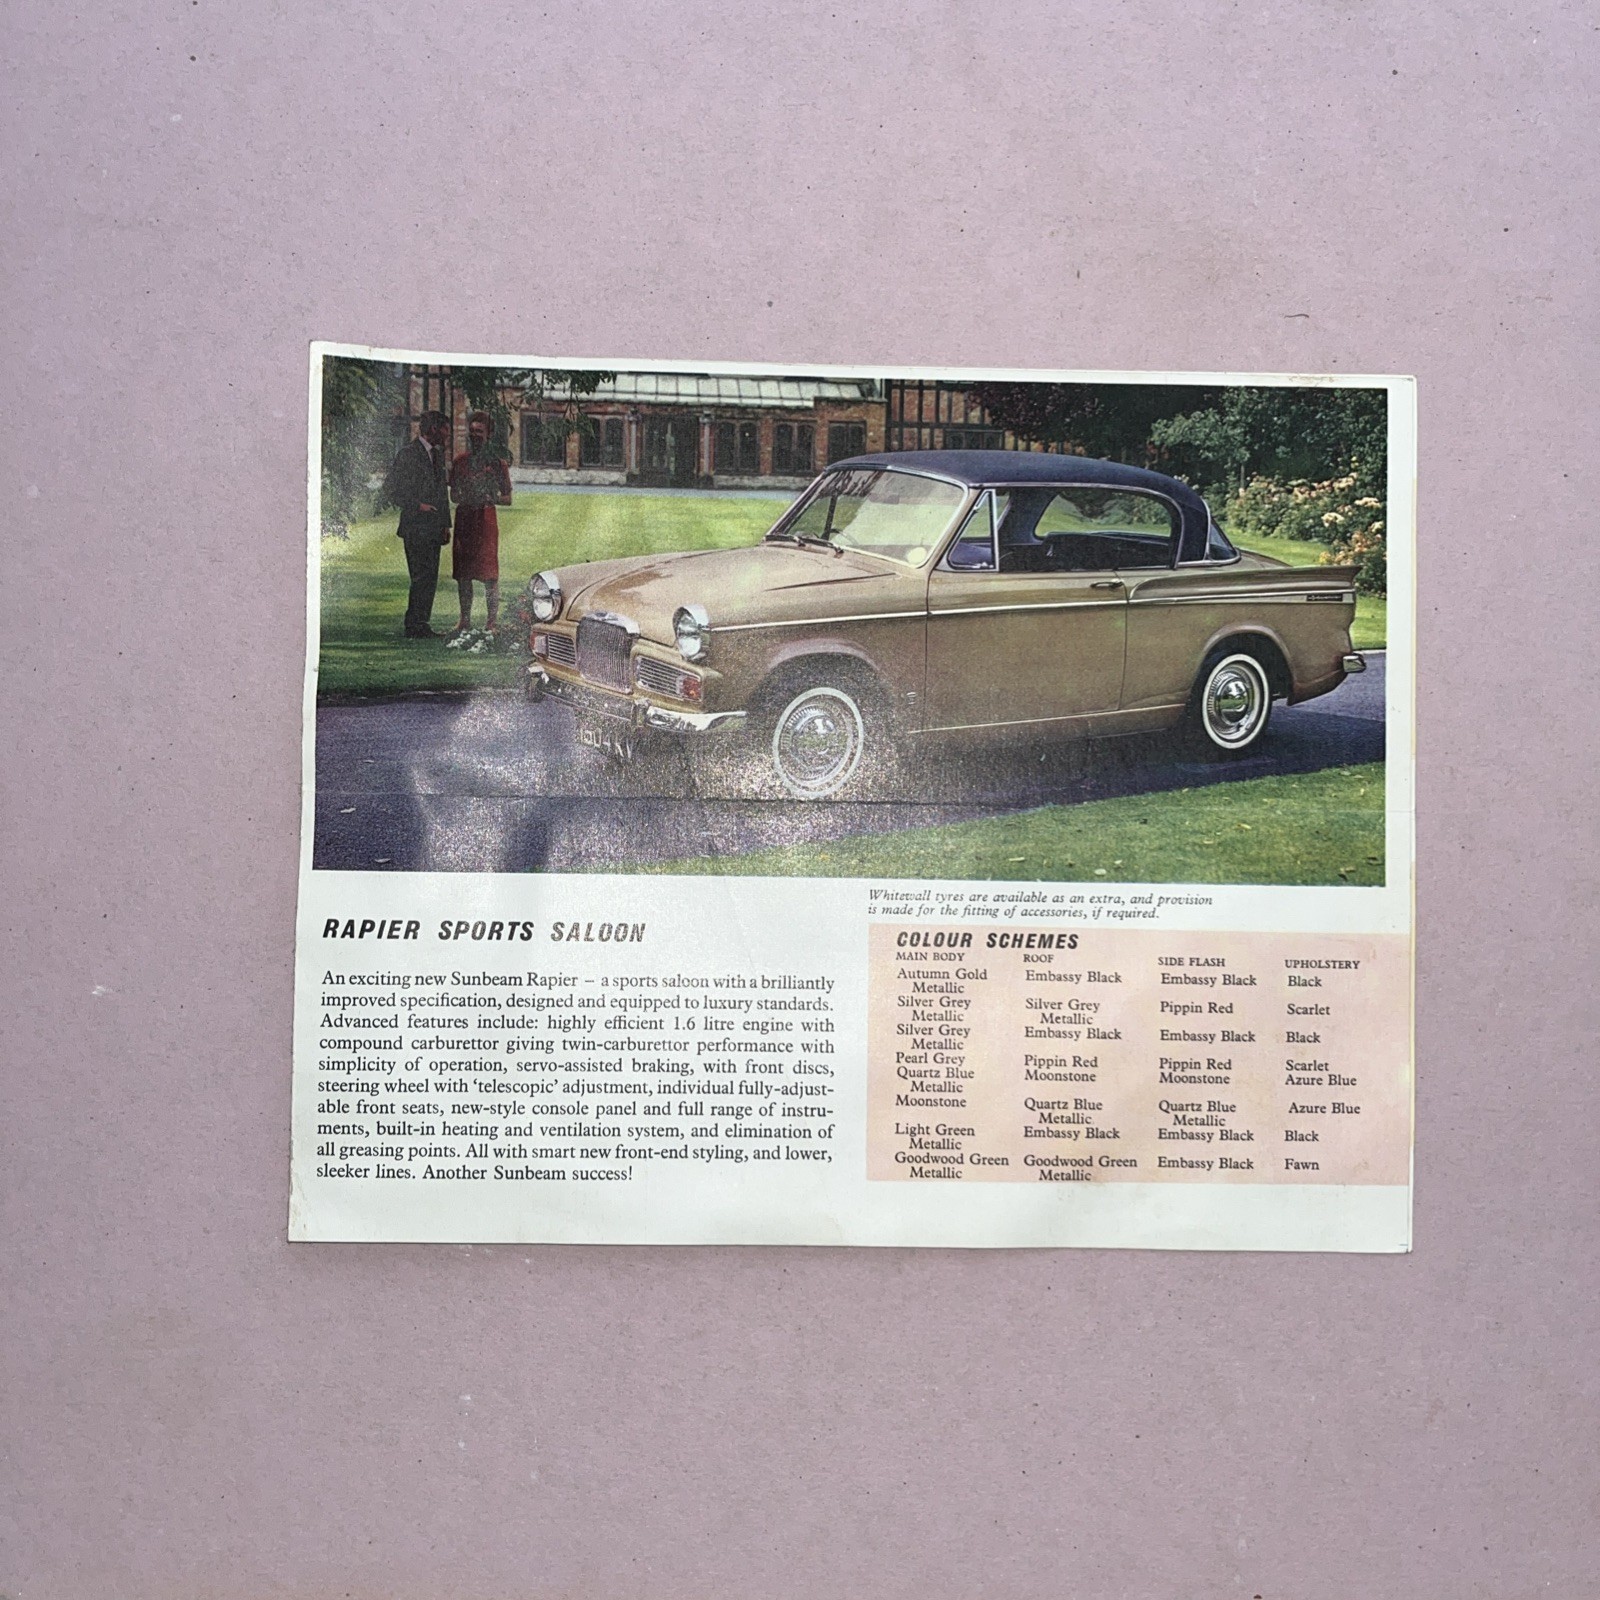 Whitewall tyres are available as an extra, and provision
is made for the fitting of accessories, if required.
RAPIER SPORTS SALOON
An exciting new Sunbeam Rapier – a sports saloon with a brilliantly
improved specification, designed and equipped to luxury standards.
Advanced features include: highly efficient 1.6 litre engine with
compound carburettor giving twin-carburettor performance with
simplicity of operation, servo-assisted braking, with front discs,
steering wheel with ‘telescopic’ adjustment, individual fully-adjust-
able front seats, new-style console panel and full range of instru-
ments, built-in heating and ventilation system, and elimination of
all greasing points. All with smart new front-end styling, and lower,
sleeker lines. Another Sunbeam success!
COLOUR SCHEMES
MAIN BODY ROOF SIDE FLASH UPHOLSTERY
Autumn Gold Embassy Black Embassy Black Black
Metallic
Silver Grey Silver Grey Pippin Red Scarlet
Metallic Metallic
Silver Grey Embassy Black Embassy Black Black
Metallic
Pearl Grey Pippin Red Pippin Red Scarlet
Quartz Blue Moonstone Moonstone Azure Blue
Metallic
Moonstone Quartz Blue Quartz Blue Azure Blue
Metallic Metallic
Light Green Embassy Black Embassy Black Black
Metallic
Goodwood Green Goodwood Green Embassy Black Fawn
Metallic Metallic